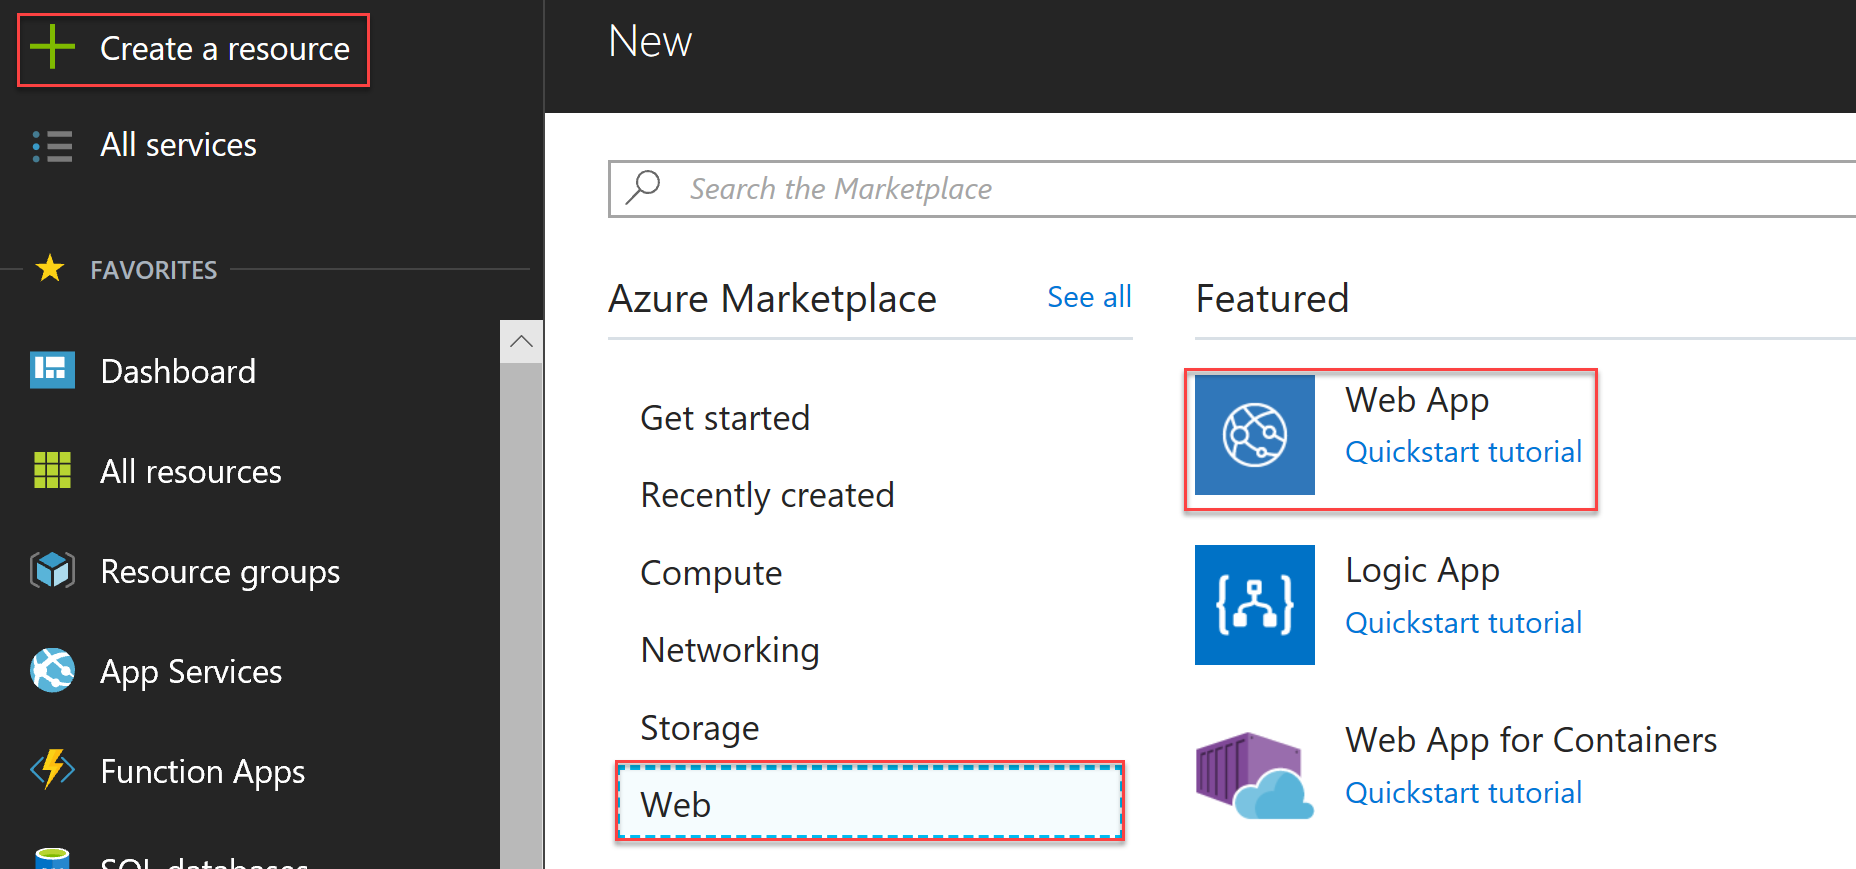 Create a resource
All services
FAVORITES
Dashboard
All resources
Resource groups
App Services
Function Apps
SQL databases
New
Search the Marketplace
Azure Marketplace
See all
Get started
Recently created
Compute
Networking
Storage
Web
Featured
Web App
Quickstart tutorial
Logic App
Quickstart tutorial
Web App for Containers
Quickstart tutorial